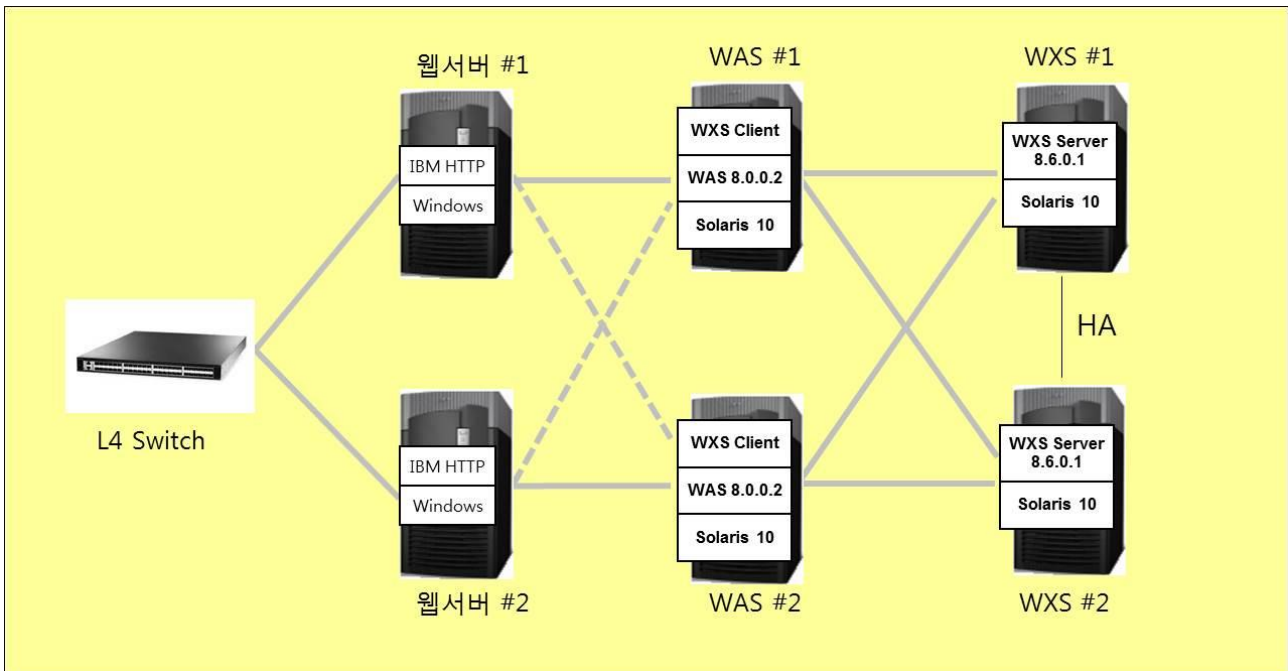 웹서버 #1
WAS #1
WXS #1
IBM HTTP
Windows
WXS Client
WAS 8.0.0.2
Solaris 10
WXS Server
8.6.0.1
Solaris 10
HA
L4 Switch
IBM HTTP
Windows
WXS Client
WAS 8.0.0.2
Solaris 10
WXS Server
8.6.0.1
Solaris 10
웹서버 #2
WAS #2
WXS #2